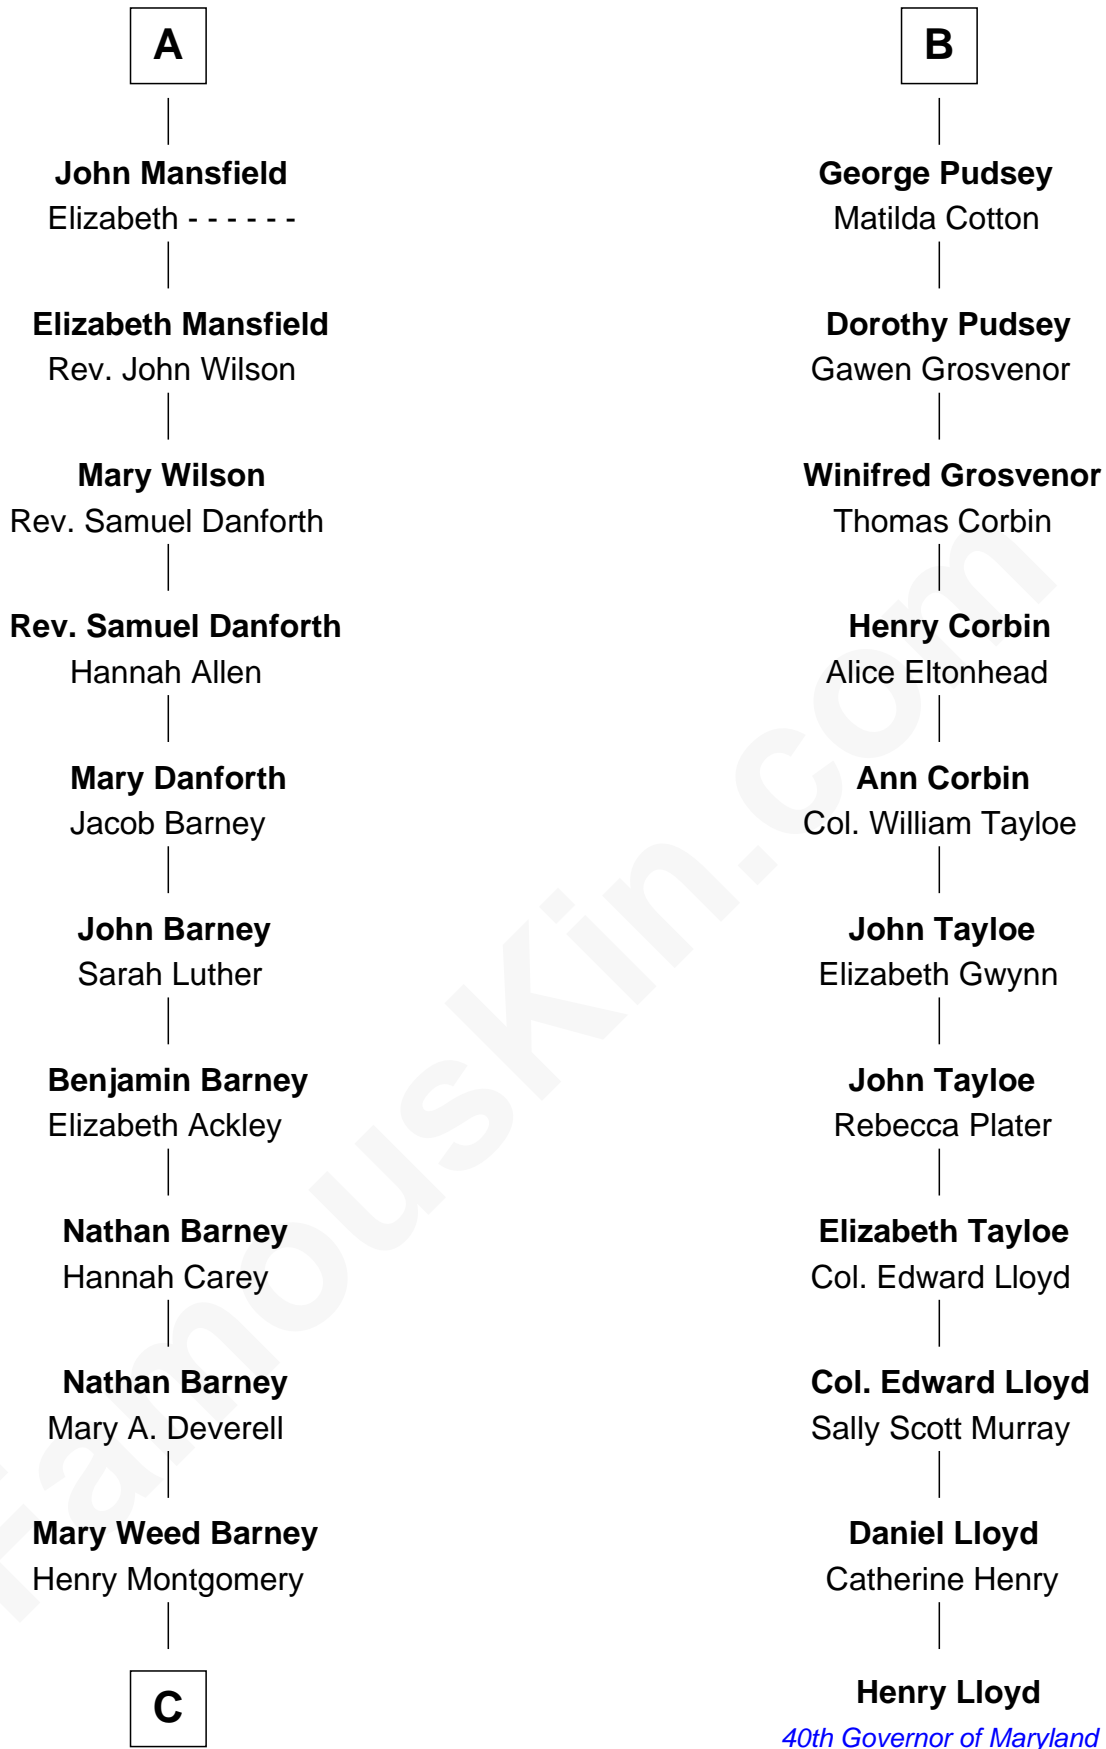 A
John Mansfield
Elizabeth - - - - - -
Elizabeth Mansfield
Rev. John Wilson
Mary Wilson
Rev. Samuel Danforth
Rev. Samuel Danforth
Hannah Allen
Mary Danforth
Jacob Barney
John Barney
Sarah Luther
Benjamin Barney
Elizabeth Ackley
Nathan Barney
Hannah Carey
Nathan Barney
Mary A. Deverell
Mary Weed Barney
Henry Montgomery
C
B
George Pudsey
Matilda Cotton
Dorothy Pudsey
Gawen Grosvenor
Winifred Grosvenor
Thomas Corbin
Henry Corbin
Alice Eltonhead
Ann Corbin
Col. William Tayloe
John Tayloe
Elizabeth Gwynn
John Tayloe
Rebecca Plater
Elizabeth Tayloe
Col. Edward Lloyd
Col. Edward Lloyd
Sally Scott Murray
Daniel Lloyd
Catherine Henry
Henry Lloyd
40th Governor of Maryland
FamousKin.com